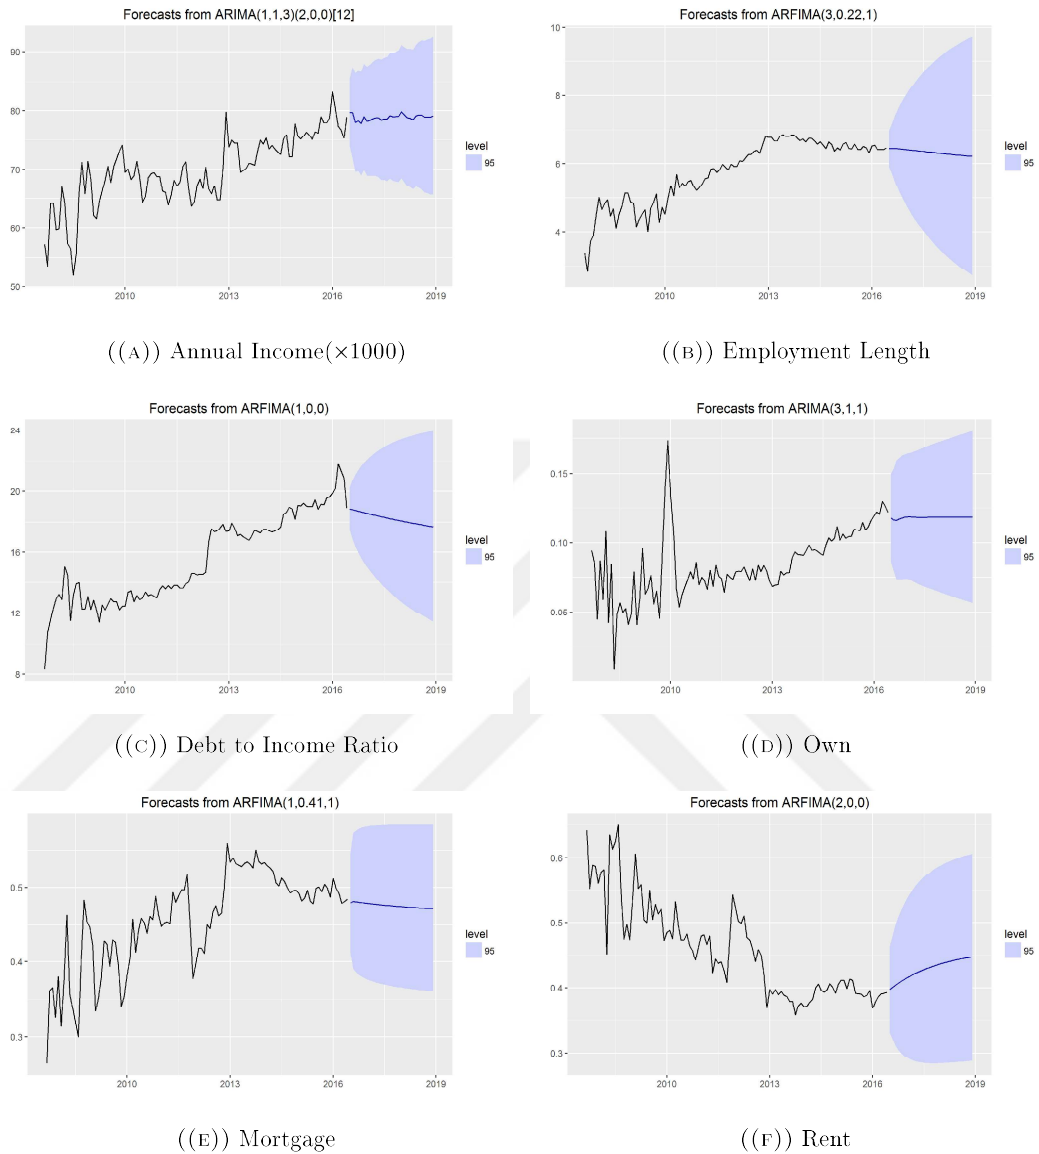 Forecasts from ARIMA(1,1,3)(2,0,0)[12]
90
80
70
60
50
2010 2013 2016 2019
level
95
((A)) Annual Income(×1000)
Forecasts from ARFIMA(3,0.22,1)
10
8
6
4
2010 2013 2016 2019
level
95
((B)) Employment Length
Forecasts from ARFIMA(1,0,0)
24
20
16
12
8
2010 2013 2016 2019
level
95
((C)) Debt to Income Ratio
Forecasts from ARIMA(3,1,1)
0.15
0.10
0.05
2010 2013 2016 2019
level
95
((D)) Own
Forecasts from ARFIMA(1,0.41,1)
0.5
0.4
0.3
2010 2013 2016 2019
level
95
((E)) Mortgage
Forecasts from ARFIMA(2,0,0)
0.6
0.5
0.4
0.3
2010 2013 2016 2019
level
95
((F)) Rent